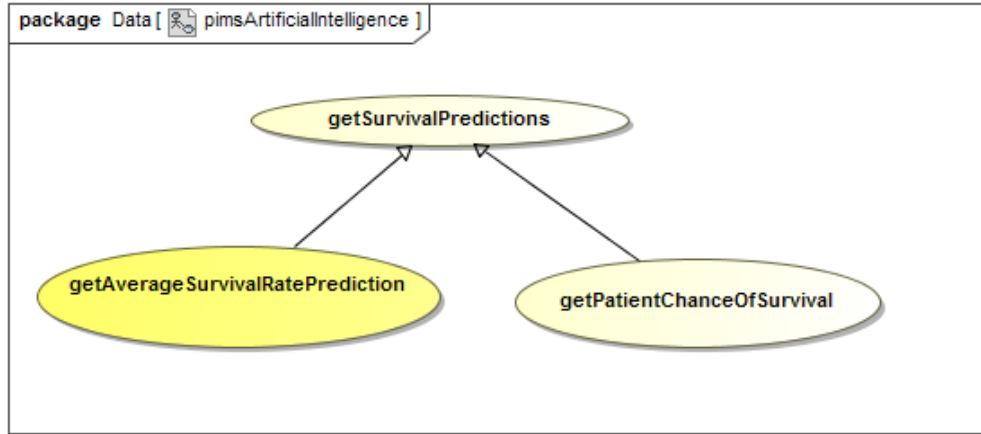 package Data [ pimsArtificialIntelligence ]
getSurvivalPredictions
getAverageSurvivalRatePrediction
getPatientChanceOfSurvival